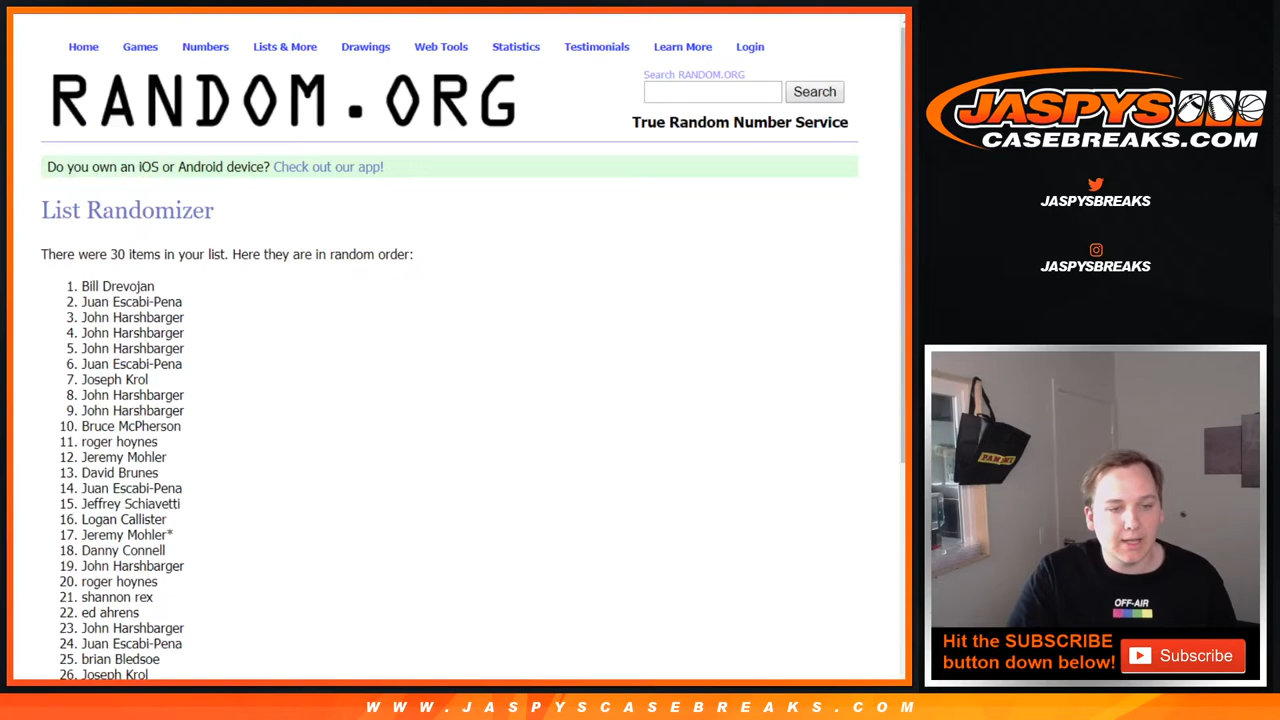 Home Games Numbers Lists & More Drawings Web Tools Statistics Testimonials Learn More Login
RANDOM.ORG
Search RANDOM.ORG
Search
True Random Number Service
Do you own an iOS or Android device? Check out our app!
List Randomizer
There were 30 items in your list. Here they are in random order:
1. Bill Drevojan
2. Juan Escabi-Pena
3. John Harshbarger
4. John Harshbarger
5. John Harshbarger
6. Juan Escabi-Pena
7. Joseph Krol
8. John Harshbarger
9. John Harshbarger
10. Bruce McPherson
11. roger hoynes
12. Jeremy Mohler
13. David Brunes
14. Juan Escabi-Pena
15. Jeffrey Schiavetti
16. Logan Callister
17. Jeremy Mohler*
18. Danny Connell
19. John Harshbarger
20. roger hoynes
21. shannon rex
22. ed ahrens
23. John Harshbarger
24. Juan Escabi-Pena
25. brian Bledsoe
26. Joseph Krol
JASPYS
CASEBREAKS.COM
JASPYSBREAKS
JASPYSBREAKS
PANINI
OFF-AIR
Hit the SUBSCRIBE
button down below!
Subscribe
WWW.JASPYSCASEBREAKS.COM